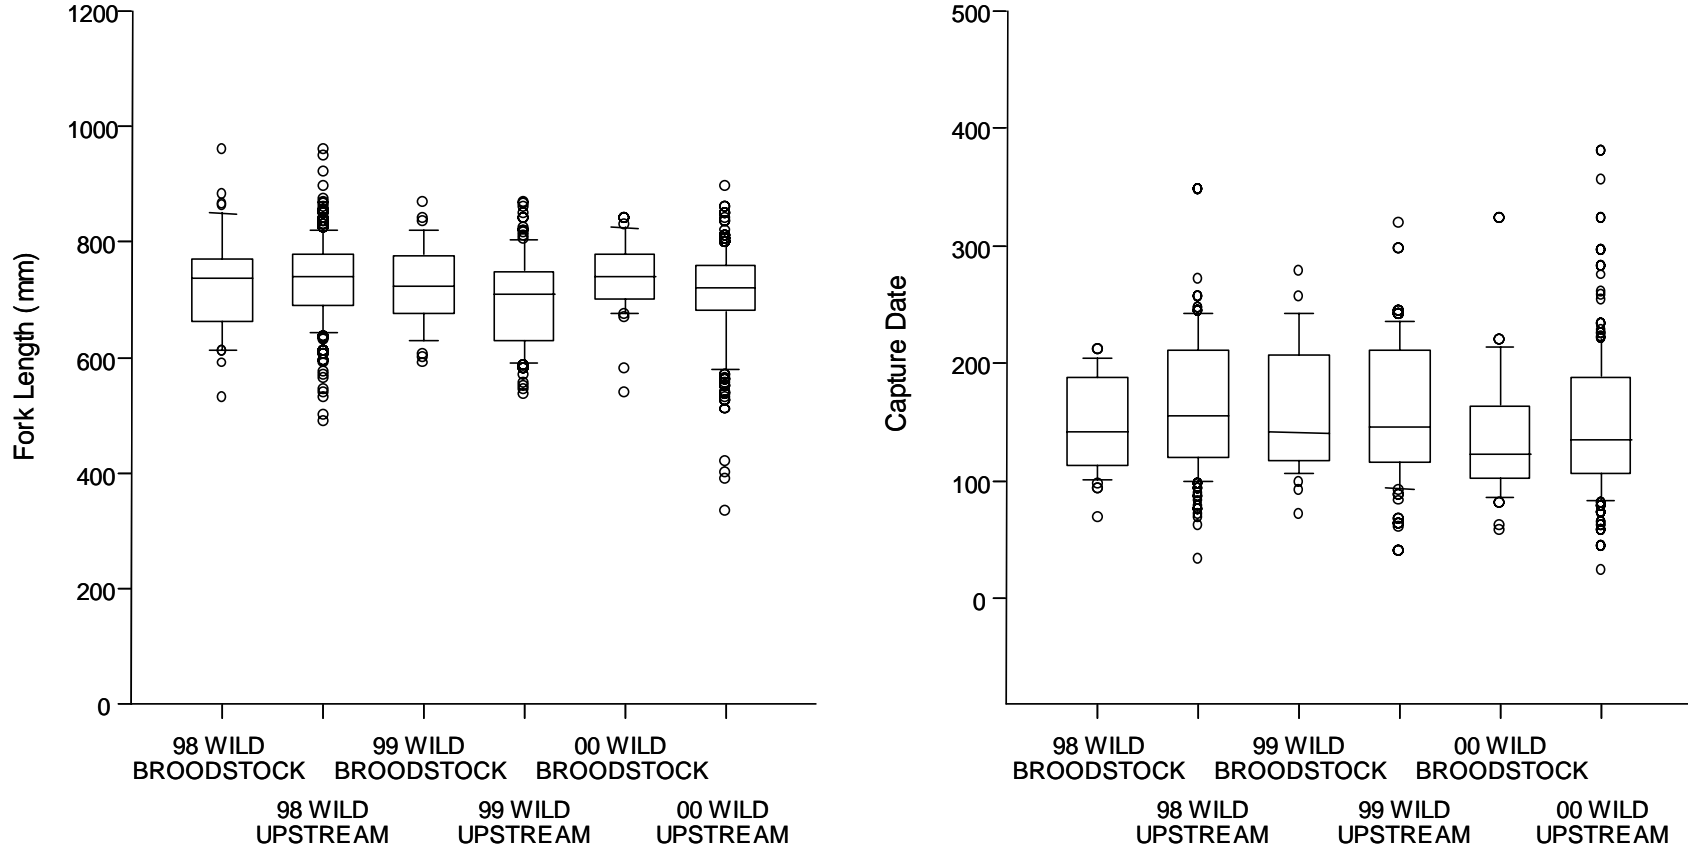 1200
1000
800
600
400
200
0
Fork Length (mm)
98 WILD
BROODSTOCK
99 WILD
BROODSTOCK
00 WILD
BROODSTOCK
98 WILD
UPSTREAM
99 WILD
UPSTREAM
00 WILD
UPSTREAM
500
400
300
200
100
0
Capture Date
98 WILD
BROODSTOCK
99 WILD
BROODSTOCK
00 WILD
BROODSTOCK
98 WILD
UPSTREAM
99 WILD
UPSTREAM
00 WILD
UPSTREAM